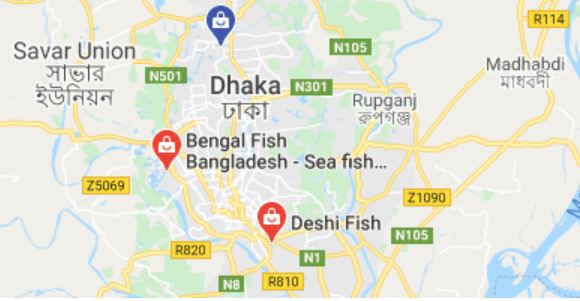 R114
N105
Savar Union
সাভার
ইউনিয়ন
Madhabdi
মাধবদী
N501
Dhaka
ঢাকা
N301
Rupganj
রুপগঞ্জ
Bengal Fish
Bangladesh - Sea fish...
Z5069
Z1090
Deshi Fish
N105
R820
N1
N8
R810